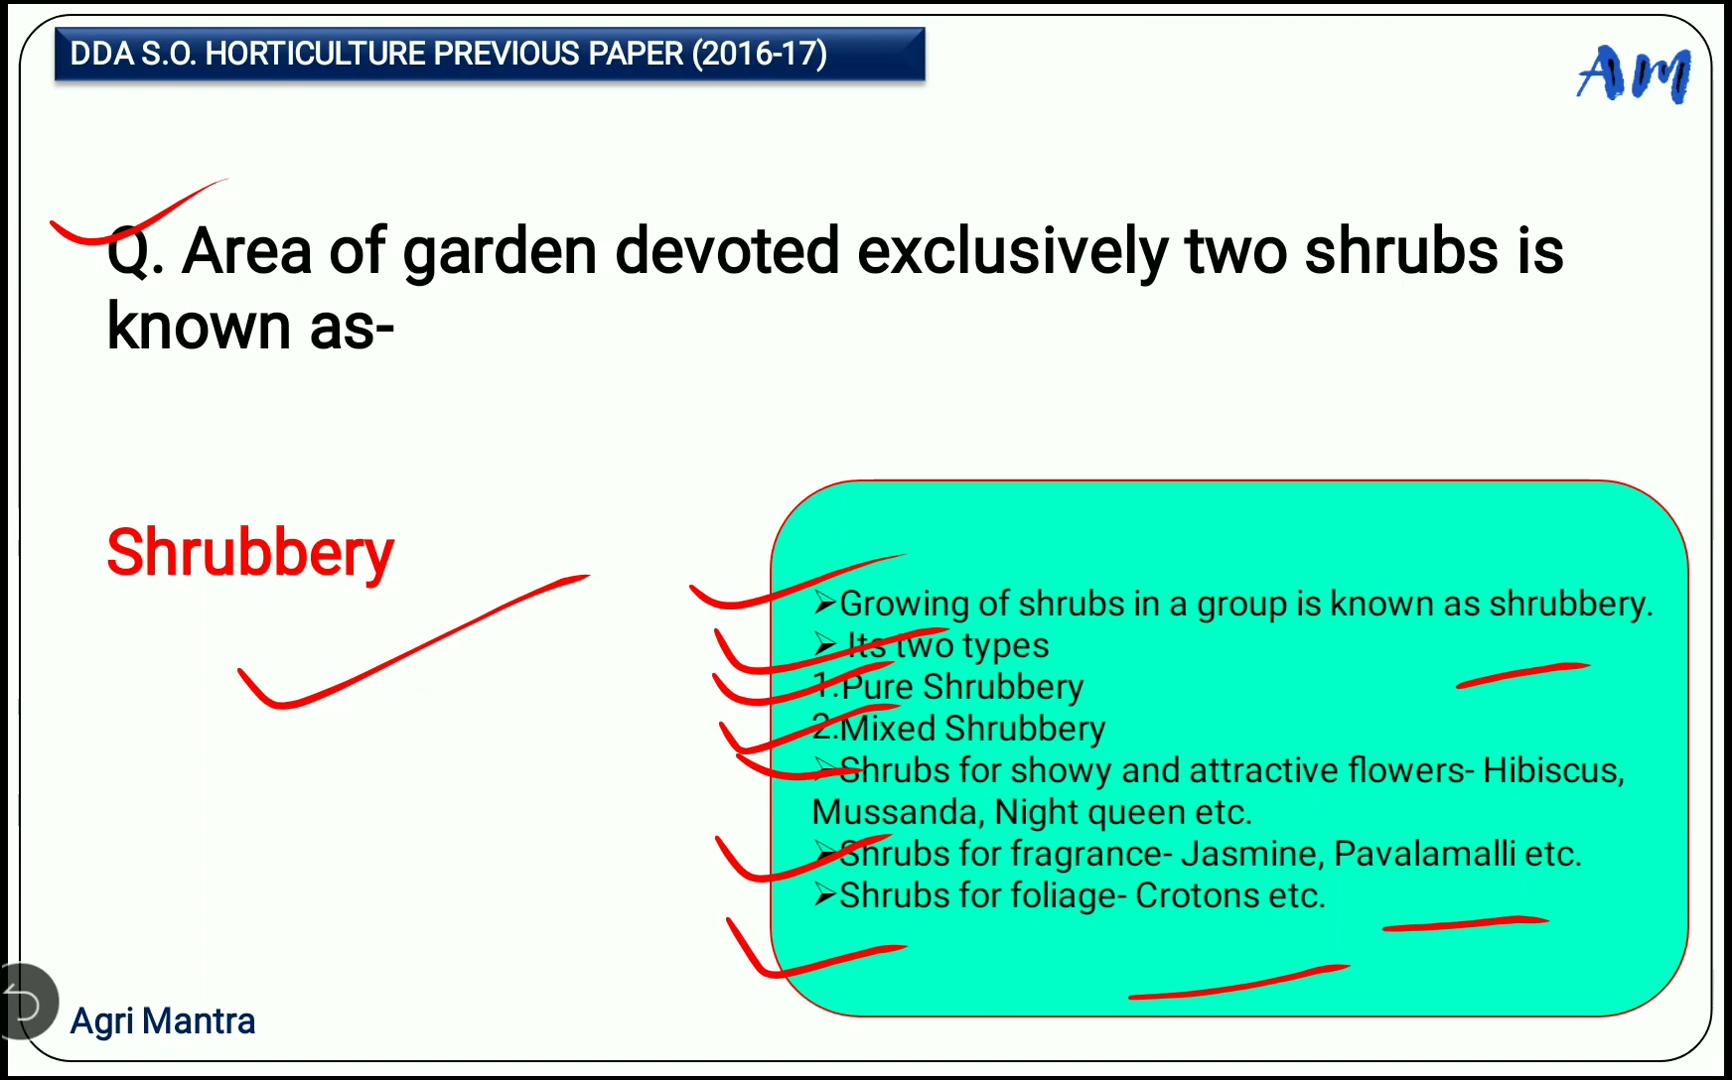 DDA S.O. HORTICULTURE PREVIOUS PAPER (2016-17)
AM
Q. Area of garden devoted exclusively two shrubs is
known as-
Shrubbery
➢Growing of shrubs in a group is known as shrubbery.
➢ Its two types
1.Pure Shrubbery
2.Mixed Shrubbery
➢Shrubs for showy and attractive flowers- Hibiscus,
Mussanda, Night queen etc.
➢Shrubs for fragrance- Jasmine, Pavalamalli etc.
➢Shrubs for foliage- Crotons etc.
Agri Mantra